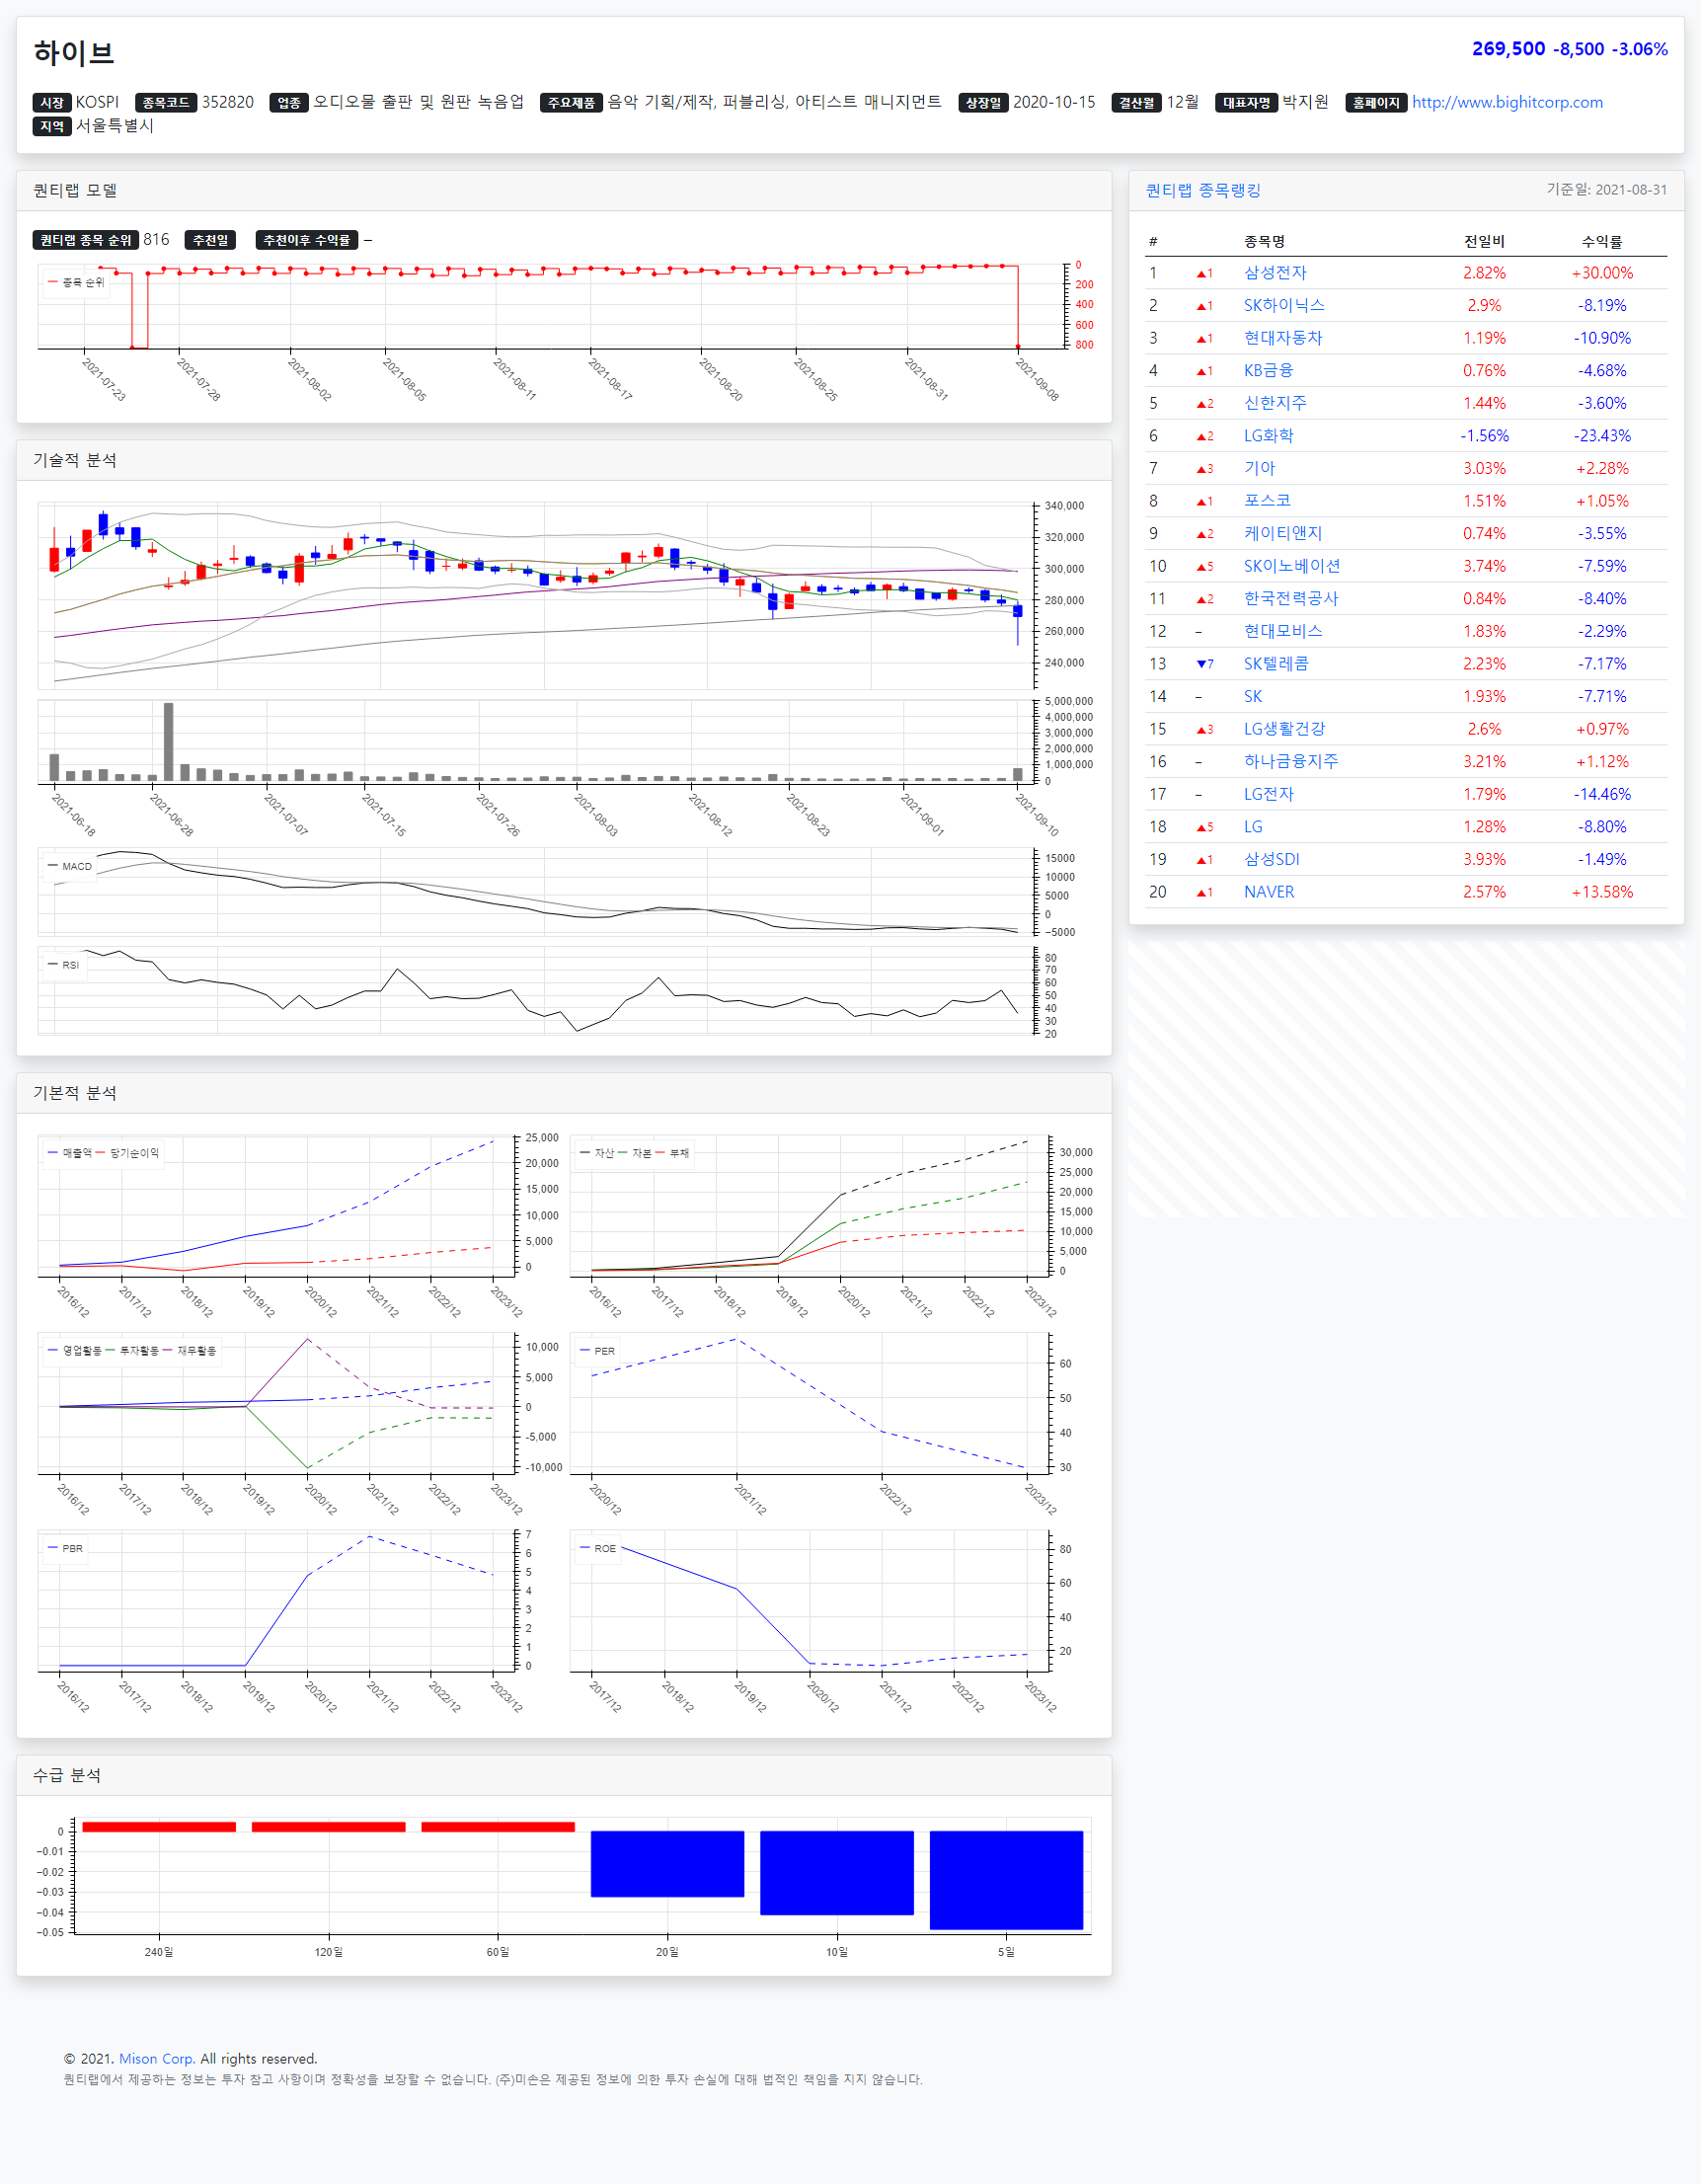 하이브
269,500 -8,500 -3.06%
시장 KOSPI 종목코드 352820 업종 오디오물 출판 및 원판 녹음업 주요제품 음악 기획/제작, 퍼블리싱, 아티스트 매니지먼트 상장일 2020-10-15 결산월 12월 대표자명 박지원 홈페이지 http://www.bighitcorp.com
지역 서울특별시
퀀티랩 모델
퀀티랩 종목 순위 816 추천일 추천이후 수익률 –
종목 순위
0
200
400
600
800
2021-07-23 2021-07-28 2021-08-02 2021-08-05 2021-08-11 2021-08-17 2021-08-20 2021-08-25 2021-08-31 2021-09-08
기술적 분석
340,000
320,000
300,000
280,000
260,000
240,000
5,000,000
4,000,000
3,000,000
2,000,000
1,000,000
0
2021-06-18 2021-06-28 2021-07-07 2021-07-15 2021-07-26 2021-08-03 2021-08-12 2021-08-23 2021-09-01 2021-09-10
MACD
15000
10000
5000
0
−5000
RSI
80
70
60
50
40
30
20
기본적 분석
매출액 당기순이익
25,000
20,000
15,000
10,000
5,000
0
2016/12 2017/12 2018/12 2019/12 2020/12 2021/12 2022/12 2023/12
자산 자본 부채
30,000
25,000
20,000
15,000
10,000
5,000
0
2016/12 2017/12 2018/12 2019/12 2020/12 2021/12 2022/12 2023/12
영업활동 투자활동 재무활동
10,000
5,000
0
-5,000
-10,000
2016/12 2017/12 2018/12 2019/12 2020/12 2021/12 2022/12 2023/12
PER
60
50
40
30
2020/12 2021/12 2022/12 2023/12
PBR
7
6
5
4
3
2
1
0
2016/12 2017/12 2018/12 2019/12 2020/12 2021/12 2022/12 2023/12
ROE
80
60
40
20
2017/12 2018/12 2019/12 2020/12 2021/12 2022/12 2023/12
수급 분석
0
−0.01
−0.02
−0.03
−0.04
−0.05
240일 120일 60일 20일 10일 5일
퀀티랩 종목랭킹 기준일: 2021-08-31
# 종목명 전일비 수익률
1 ▲1 삼성전자 2.82% +30.00%
2 ▲1 SK하이닉스 2.9% -8.19%
3 ▲1 현대자동차 1.19% -10.90%
4 ▲1 KB금융 0.76% -4.68%
5 ▲2 신한지주 1.44% -3.60%
6 ▲2 LG화학 -1.56% -23.43%
7 ▲3 기아 3.03% +2.28%
8 ▲1 포스코 1.51% +1.05%
9 ▲2 케이티앤지 0.74% -3.55%
10 ▲5 SK이노베이션 3.74% -7.59%
11 ▲2 한국전력공사 0.84% -8.40%
12 – 현대모비스 1.83% -2.29%
13 ▼7 SK텔레콤 2.23% -7.17%
14 – SK 1.93% -7.71%
15 ▲3 LG생활건강 2.6% +0.97%
16 – 하나금융지주 3.21% +1.12%
17 – LG전자 1.79% -14.46%
18 ▲5 LG 1.28% -8.80%
19 ▲1 삼성SDI 3.93% -1.49%
20 ▲1 NAVER 2.57% +13.58%
© 2021. Mison Corp. All rights reserved.
퀀티랩에서 제공하는 정보는 투자 참고 사항이며 정확성을 보장할 수 없습니다. (주)미손은 제공된 정보에 의한 투자 손실에 대해 법적인 책임을 지지 않습니다.